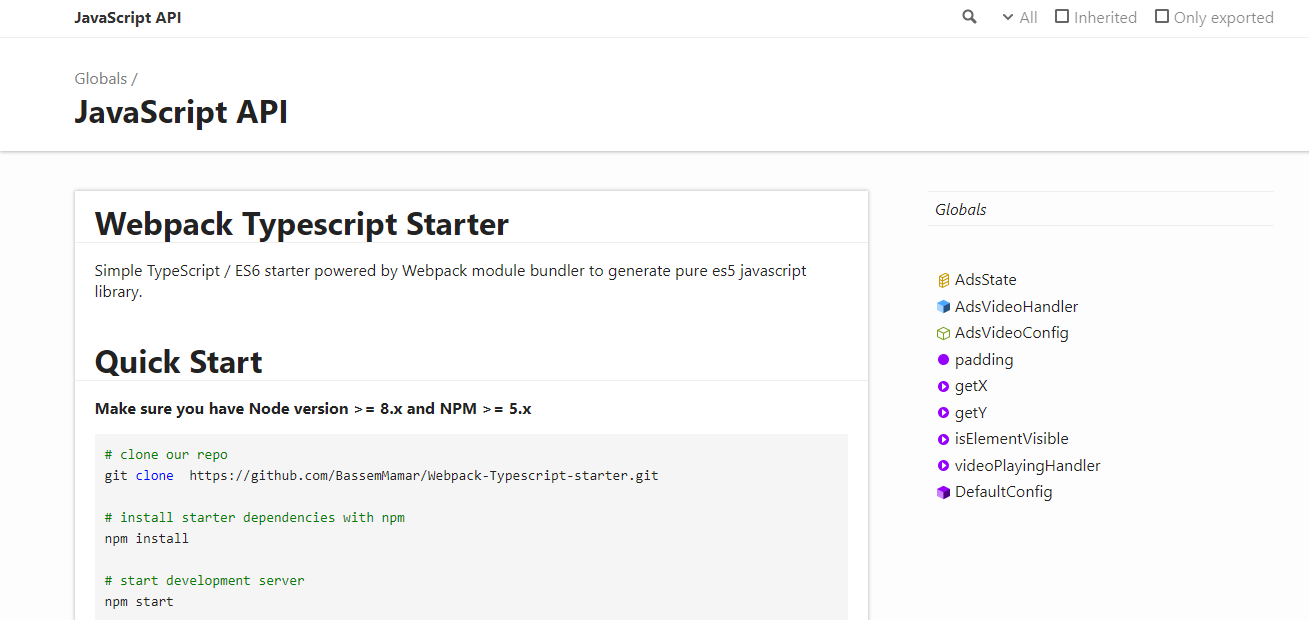 JavaScript API
All Inherited Only exported
Globals /
JavaScript API
Webpack Typescript Starter
Simple TypeScript / ES6 starter powered by Webpack module bundler to generate pure es5 javascript
library.
Quick Start
Make sure you have Node version >= 8.x and NPM >= 5.x
# clone our repo
git clone  https://github.com/BassemMamar/Webpack-Typescript-starter.git
# install starter dependencies with npm
npm install
# start development server
npm start
Globals
AdsState
AdsVideoHandler
AdsVideoConfig
padding
getX
getY
isElementVisible
videoPlayingHandler
DefaultConfig